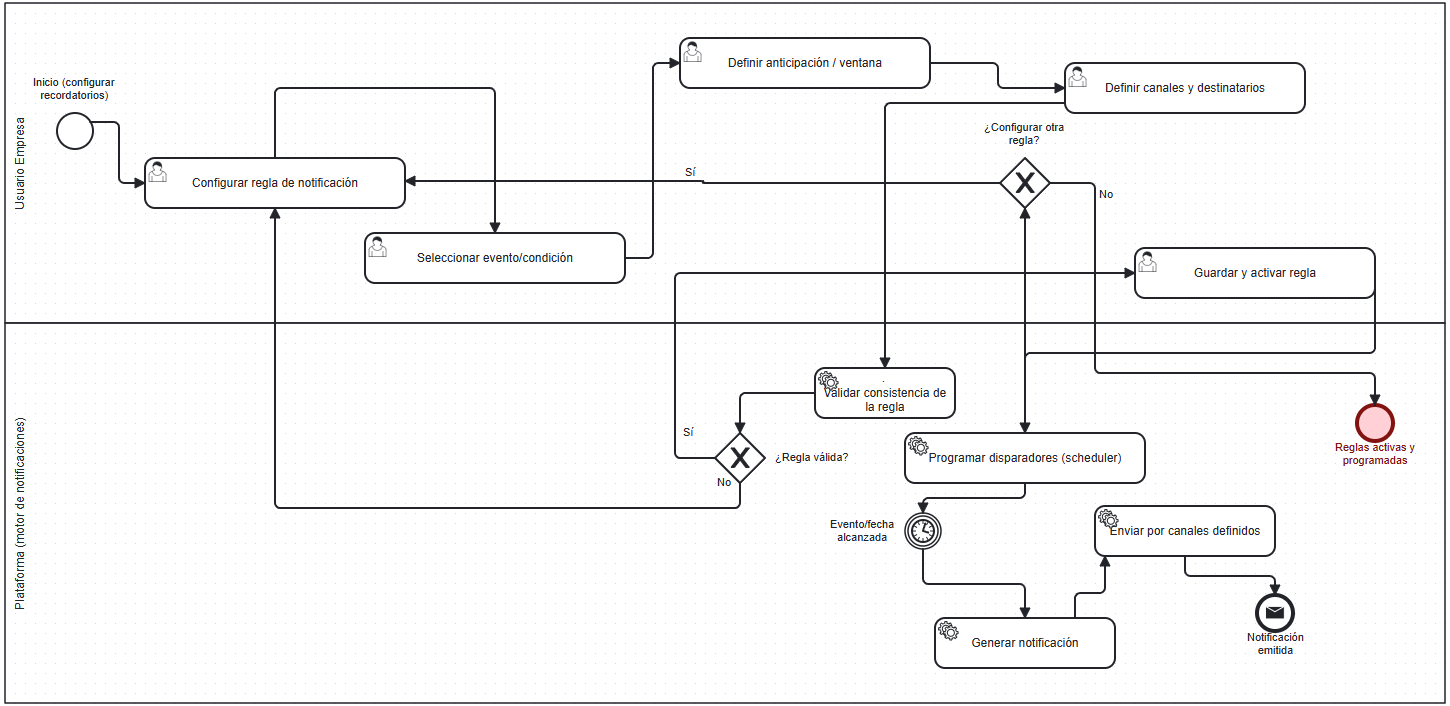 Usuario Empresa
Inicio (configurar
recordatorios)
Configurar regla de notificación
Seleccionar evento/condición
Definir anticipación / ventana
Definir canales y destinatarios
¿Configurar otra
regla?
Sí
No
Guardar y activar regla
Plataforma (motor de notificaciones)
.
Validar consistencia de
la regla
Sí
¿Regla válida?
No
Programar disparadores (scheduler)
Reglas activas y
programadas
Evento/fecha
alcanzada
Enviar por canales definidos
Generar notificación
Notificación
emitida